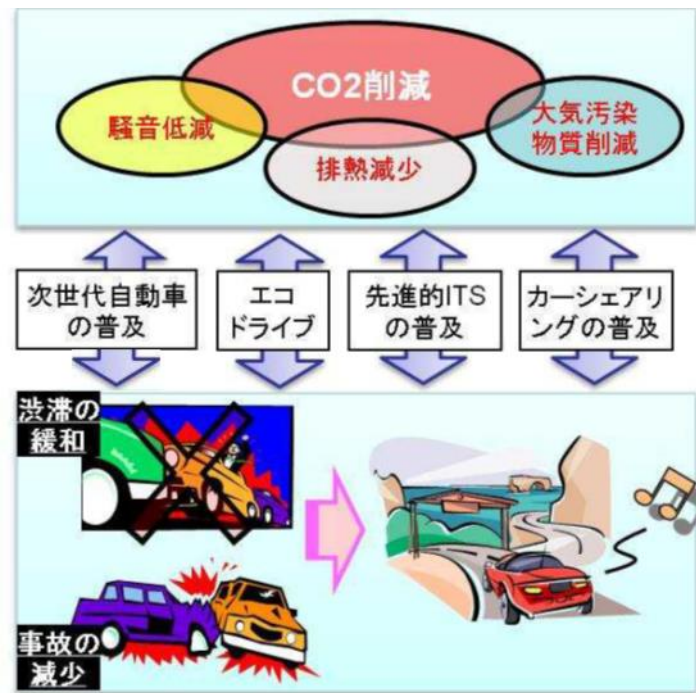 CO2削減
騒音低減
排熱減少
大気汚染
物質削減
次世代自動車
の普及
エコ
ドライブ
先進的ITS
の普及
カーシェアリ
ングの普及
渋滞の
緩和
事故の
減少